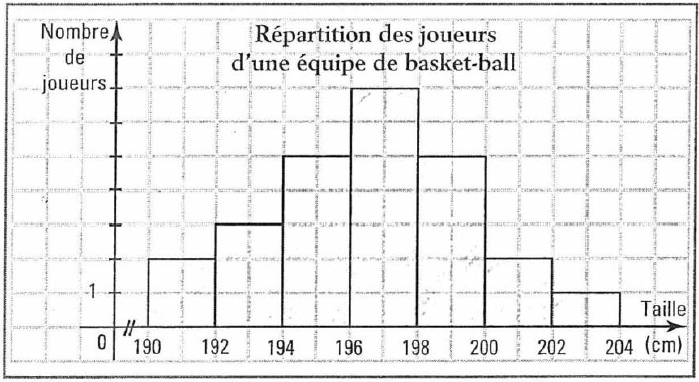 Nombre
de
joueurs
Répartition des joueurs
d'une équipe de basket-ball
1
0
190 192 194 196 198 200 202 204
Taille
(cm)